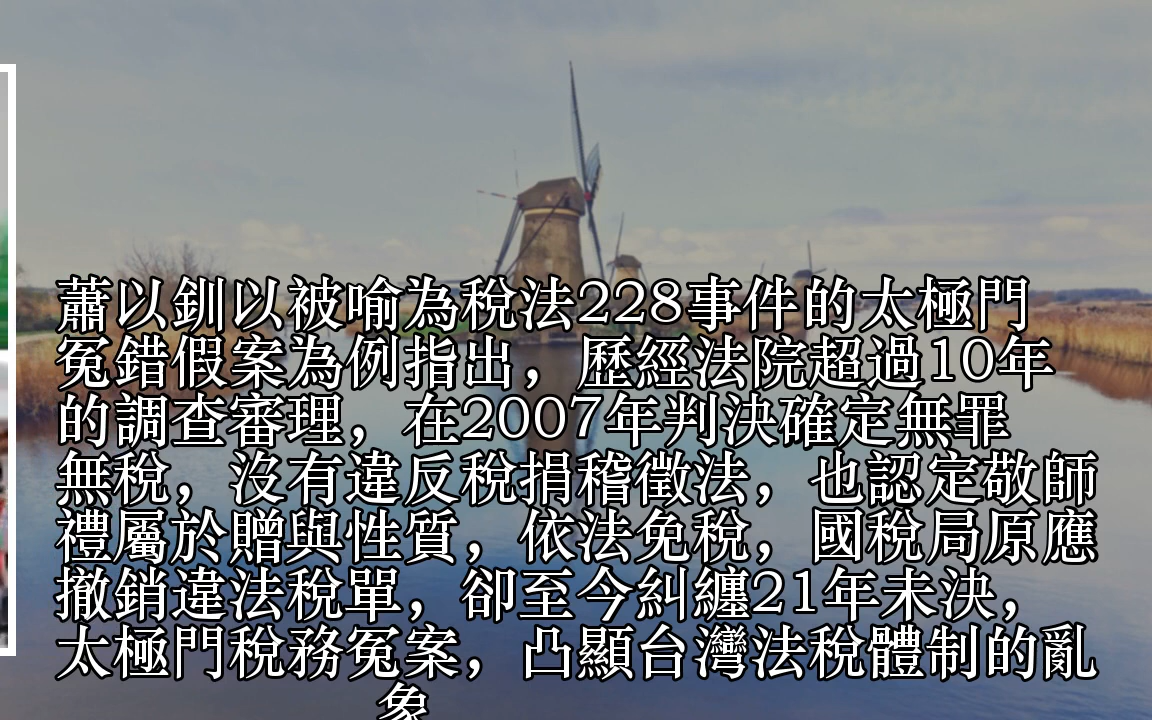 蕭以釧以被喻為稅法228事件的太極門
冤錯假案為例指出，歷經法院超過10年
的調查審理，在2007年判決確定無罪
無稅，沒有違反稅捐稽徵法，也認定敬師
禮屬於贈與性質，依法免稅，國稅局原應
撤銷違法稅單，卻至今糾纏21年未決，
太極門稅務冤案，凸顯台灣法稅體制的亂
象